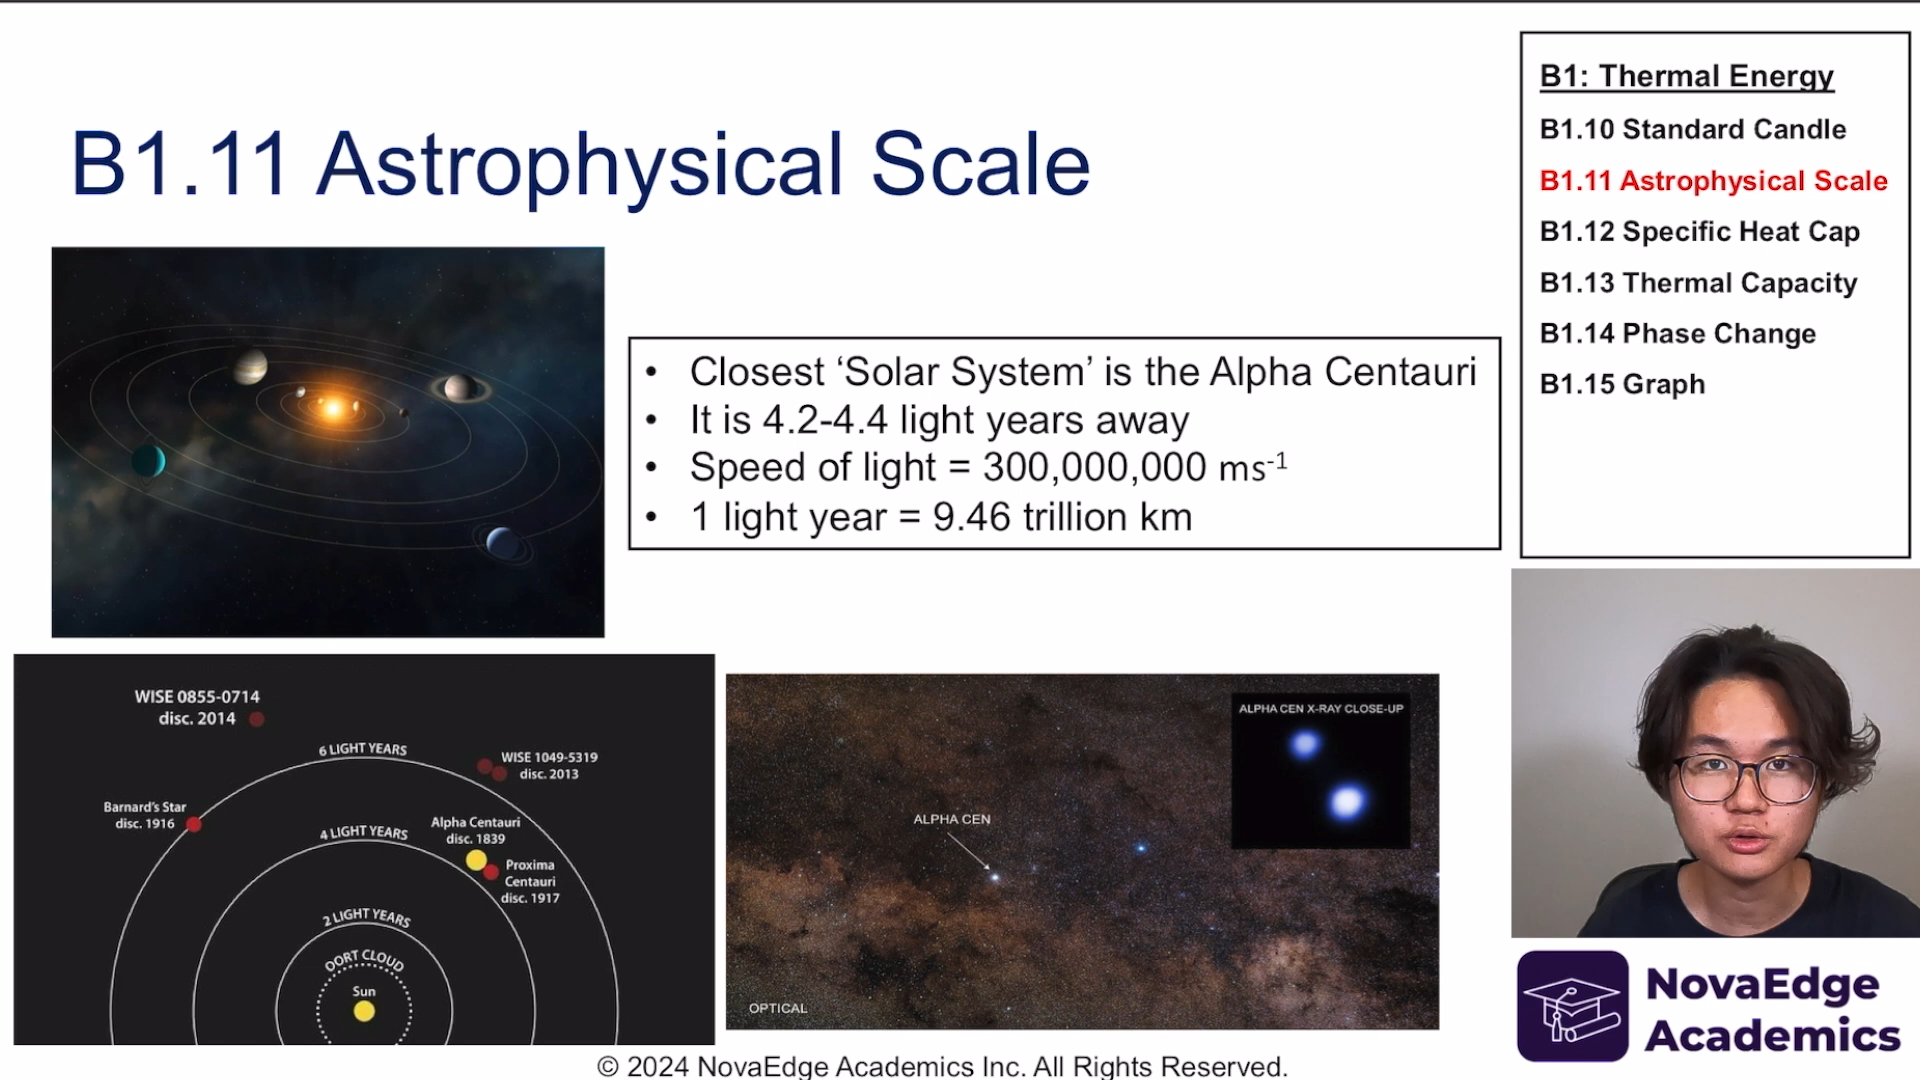 B1.11 Astrophysical Scale
• Closest ‘Solar System’ is the Alpha Centauri
• It is 4.2-4.4 light years away
• Speed of light = 300,000,000 ms-1
• 1 light year = 9.46 trillion km
B1: Thermal Energy
B1.10 Standard Candle
B1.11 Astrophysical Scale
B1.12 Specific Heat Cap
B1.13 Thermal Capacity
B1.14 Phase Change
B1.15 Graph
WISE 0855-0714
disc. 2014
6 LIGHT YEARS
WISE 1049-5319
disc. 2013
Barnard's Star
disc. 1916
4 LIGHT YEARS
Alpha Centauri
disc. 1839
Proxima
Centauri
disc. 1917
2 LIGHT YEARS
OORT CLOUD
Sun
ALPHA CEN X-RAY CLOSE-UP
ALPHA CEN
OPTICAL
NovaEdge
Academics
© 2024 NovaEdge Academics Inc. All Rights Reserved.